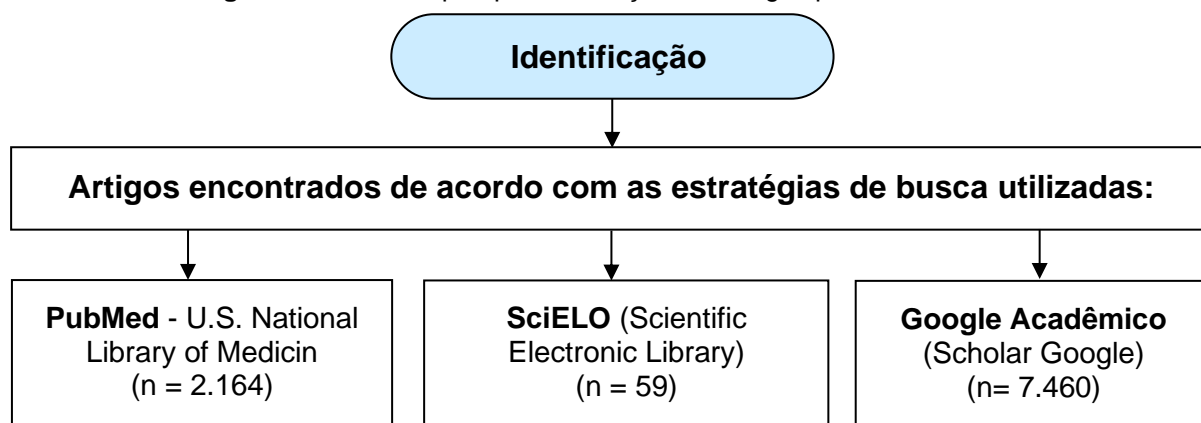 Identificação
Artigos encontrados de acordo com as estratégias de busca utilizadas:
PubMed - U.S. National
Library of Medicin
(n = 2.164)
SciELO (Scientific
Electronic Library)
(n = 59)
Google Acadêmico
(Scholar Google)
(n= 7.460)